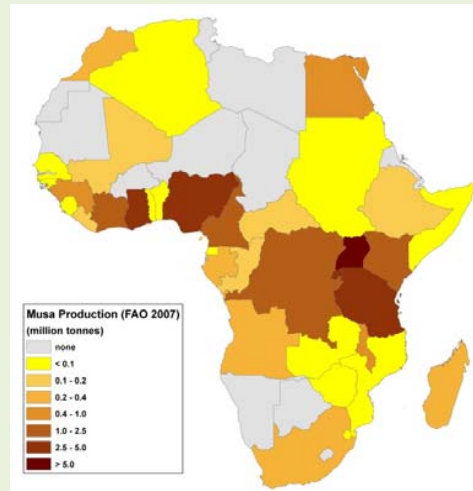 Musa Production (FAO 2007)
(million tonnes)
none
< 0.1
0.1 - 0.2
0.2 - 0.4
0.4 - 1.0
1.0 - 2.5
2.5 - 5.0
> 5.0